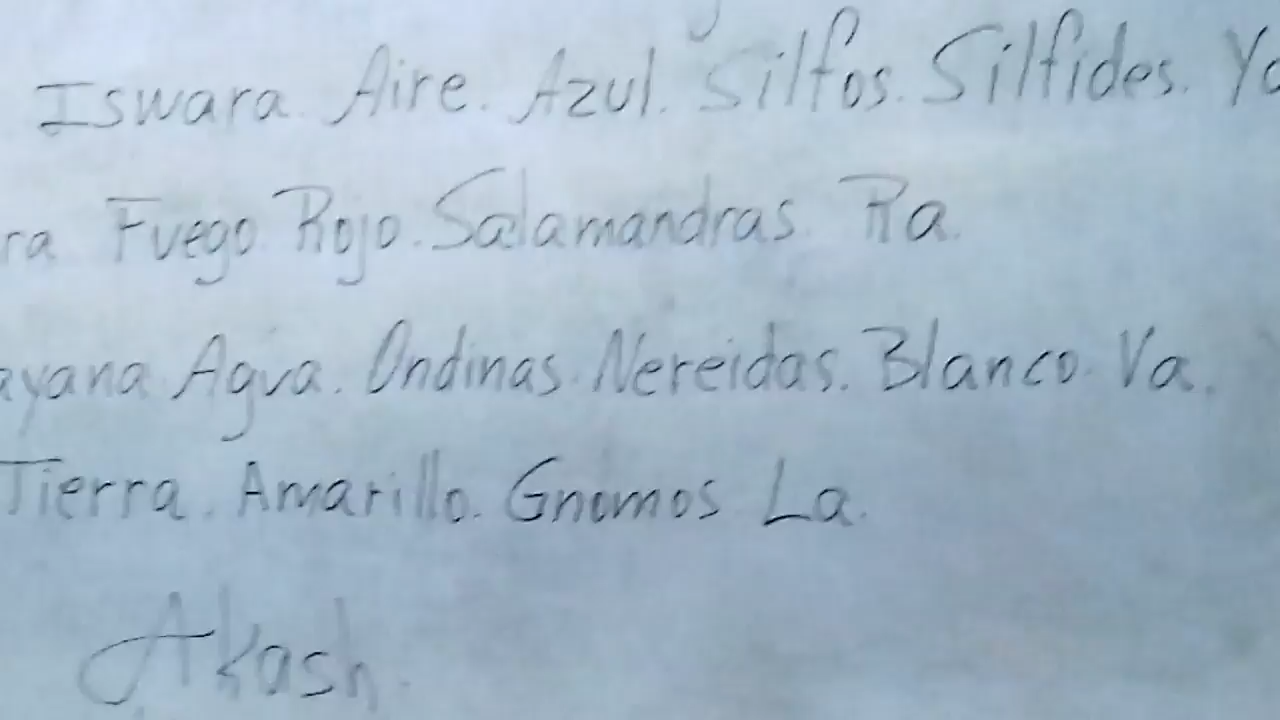 Iswara. Aire. Azul. Silfos. Silfides. Ya
ra Fuego Rojo. Salamandras. Ra.
ayana Agua. Ondinas. Nereidas. Blanco. Va.
Tierra. Amarillo. Gnomos La.
Akash.